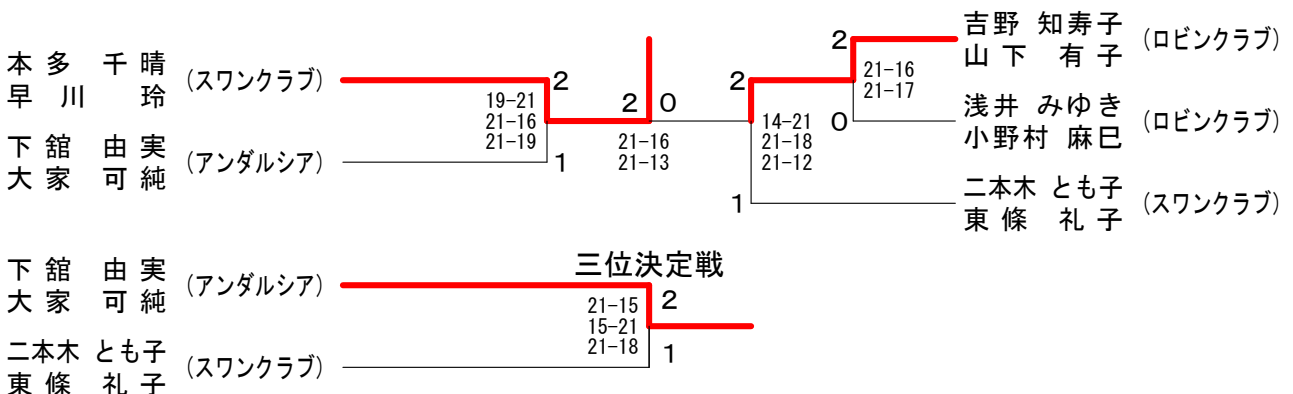 本多 千晴
早川 玲
(スワンクラブ)
下舘 由実
大家 可純
(アンダルシア)
19-21
21-16
21-19
2
1
2 0
21-16
21-13
2
1
14-21
21-18
21-12
2
0
21-16
21-17
吉野 知寿子
山下 有子
(ロビンクラブ)
浅井 みゆき
小野村 麻巳
(ロビンクラブ)
二本木 とも子
東條 礼子
(スワンクラブ)
三位決定戦
下舘 由実
大家 可純
(アンダルシア)
二本木 とも子
東條 礼子
(スワンクラブ)
21-15
15-21
21-18
2
1